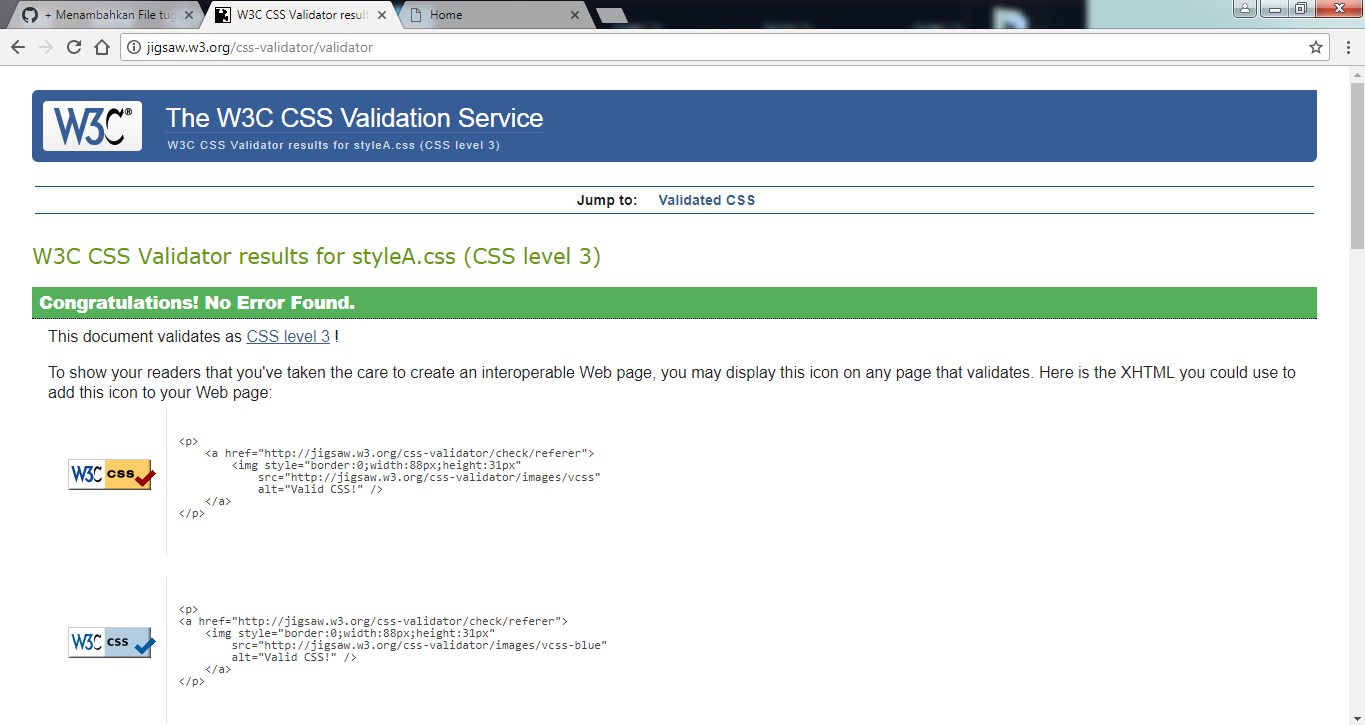 + Menambahkan File tug
W3C CSS Validator result
Home
jigsaw.w3.org/css-validator/validator
W3C®
The W3C CSS Validation Service
W3C CSS Validator results for styleA.css (CSS level 3)
Jump to: Validated CSS
W3C CSS Validator results for styleA.css (CSS level 3)
Congratulations! No Error Found.
This document validates as CSS level 3 !
To show your readers that you've taken the care to create an interoperable Web page, you may display this icon on any page that validates. Here is the XHTML you could use to
add this icon to your Web page:
W3C css
<p>
<a href="http://jigsaw.w3.org/css-validator/check/referer">
<img style="border:0;width:88px;height:31px"
src="http://jigsaw.w3.org/css-validator/images/vcss"
alt="Valid CSS!" />
</a>
</p>
W3C css
<p>
<a href="http://jigsaw.w3.org/css-validator/check/referer">
<img style="border:0;width:88px;height:31px"
src="http://jigsaw.w3.org/css-validator/images/vcss-blue"
alt="Valid CSS!" />
</a>
</p>